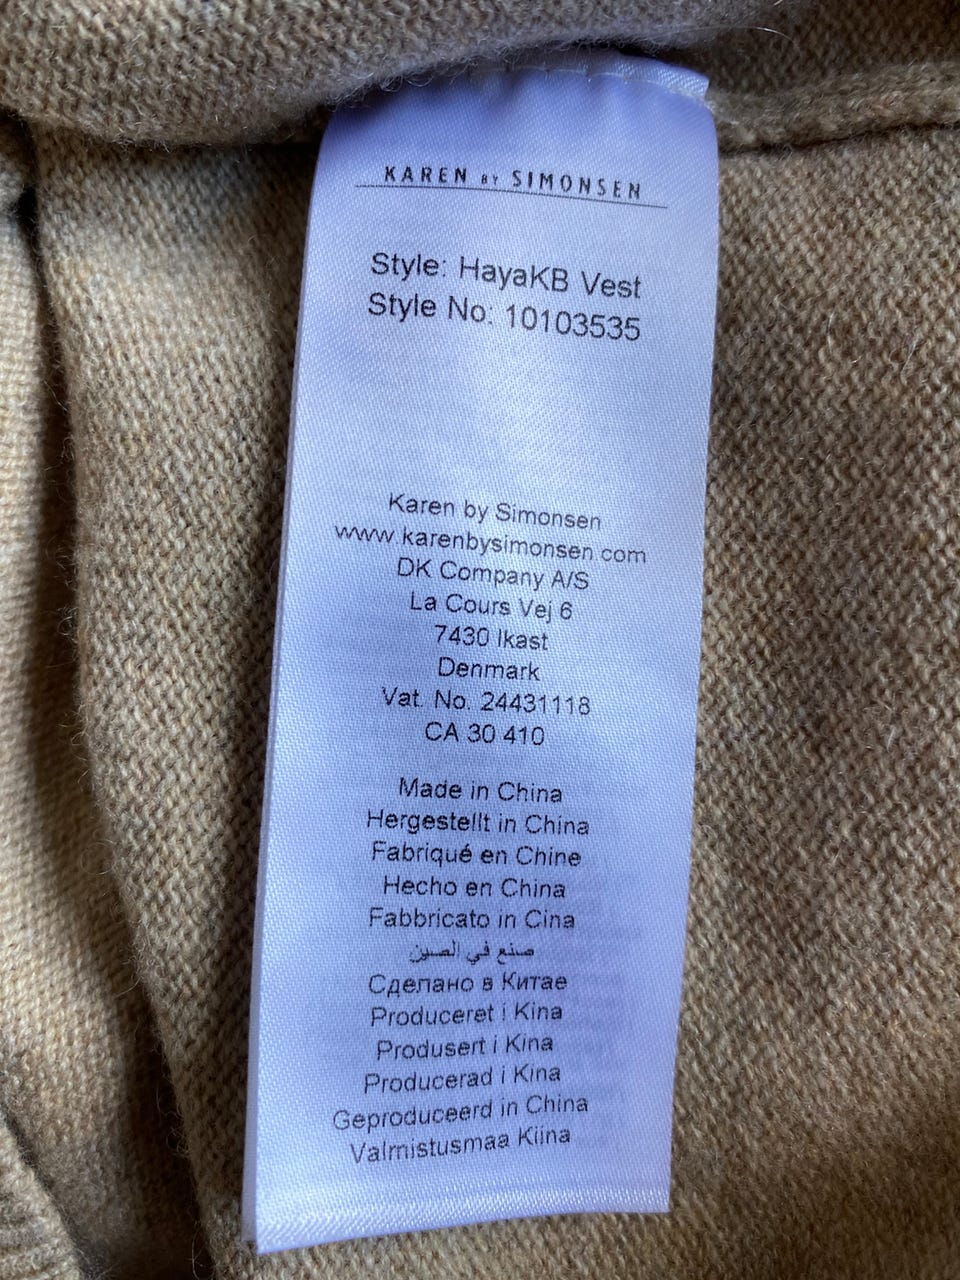 KAREN BY SIMONSEN
Style: HayaKB Vest
Style No: 10103535
Karen by Simonsen
www.karenbysimonsen.com
DK Company A/S
La Cours Vej 6
7430 Ikast
Denmark
Vat. No. 24431118
CA 30 410
Made in China
Hergestellt in China
Fabriqué en Chine
Hecho en China
Fabbricato in Cina
صنع في الصين
Сделано в Китае
Produceret i Kina
Produsert i Kina
Producerad i Kina
Geproduceerd in China
Valmistusmaa Kiina